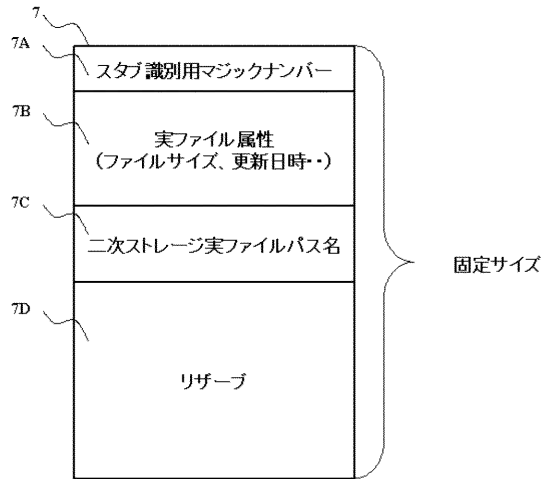 7
7A
スタブ識別用マジックナンバー
7B
実ファイル属性
(ファイルサイズ、更新日時・・)
7C
二次ストレージ実ファイルパス名
固定サイズ
7D
リザーブ